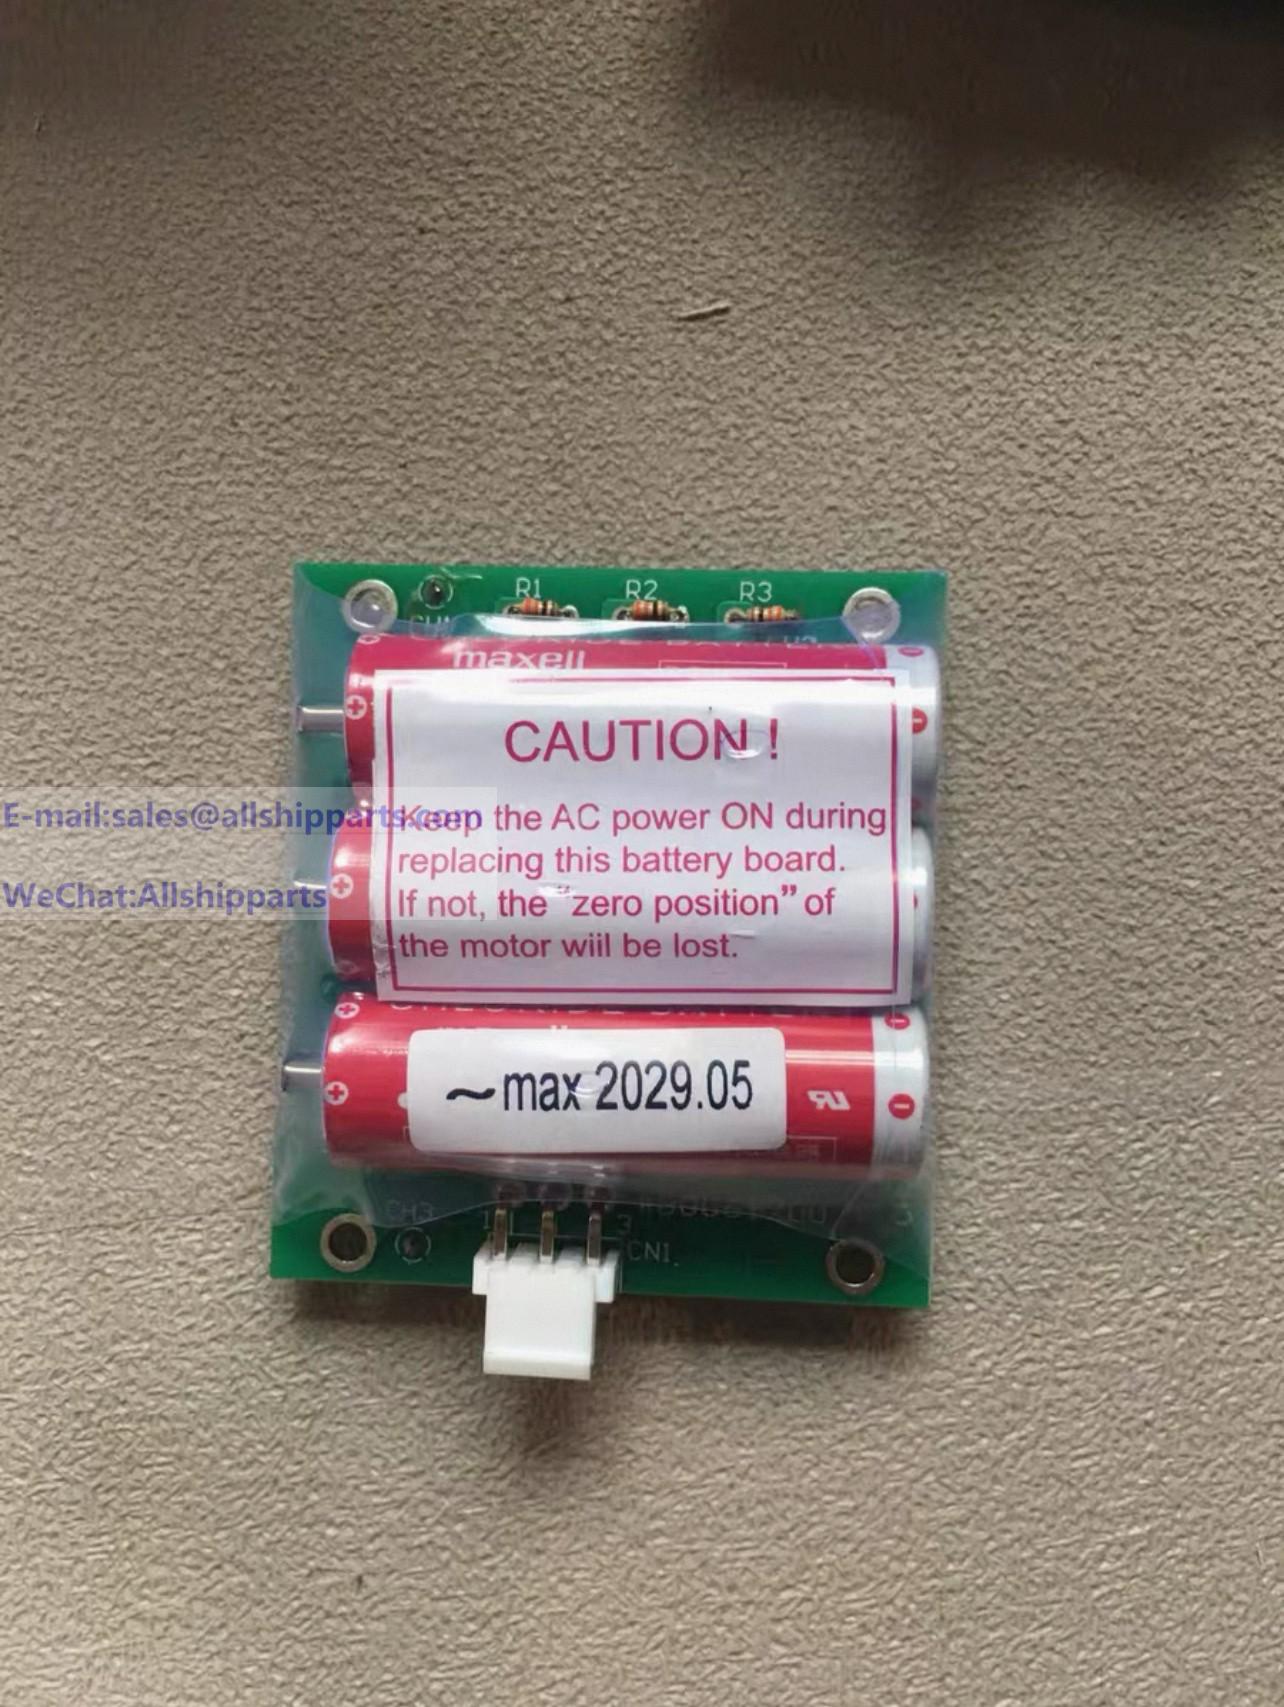 R1 R2 R3
maxell
CAUTION !
Keep the AC power ON during
replacing this battery board.
If not, the “zero position” of
the motor wiil be lost.
E-mail:sales@allshipparts.com
WeChat:Allshipparts
~max 2029.05
CH3
1 3
CN1.